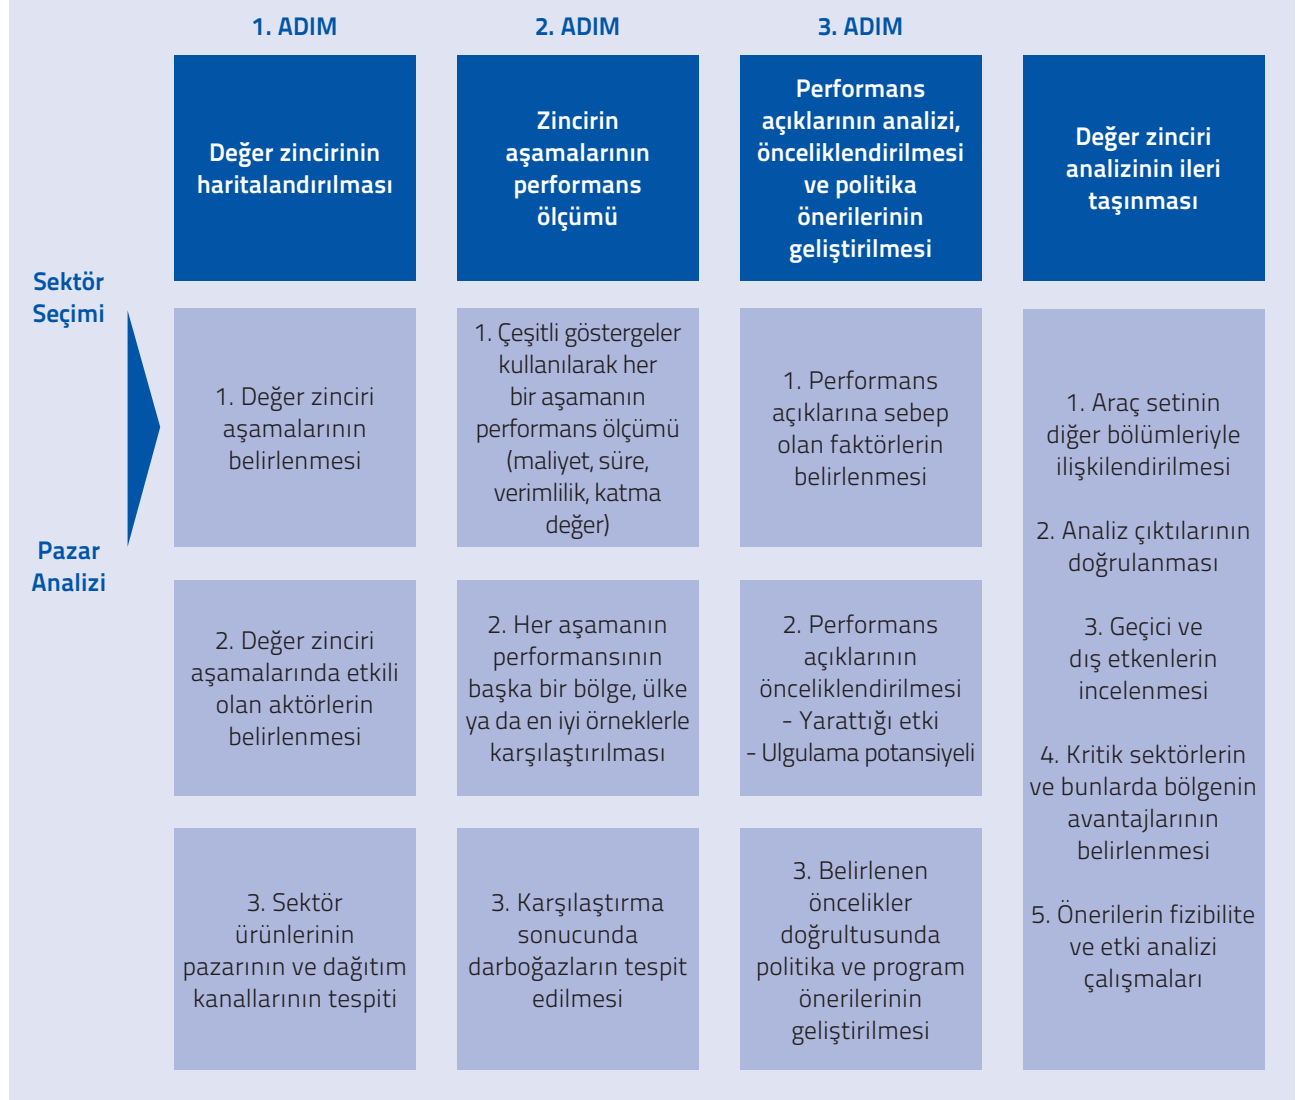 Sektör
Seçimi
Pazar
Analizi
1. ADIM
Değer zincirinin
haritalandırılması
1. Değer zinciri
aşamalarının
belirlenmesi
2. Değer zinciri
aşamalarında etkili
olan aktörlerin
belirlenmesi
3. Sektör
ürünlerinin
pazarının ve dağıtım
kanallarının tespiti
2. ADIM
Zincirin
aşamalarının
performans
ölçümü
1. Çeşitli göstergeler
kullanılarak her
bir aşamanın
performans ölçümü
(maliyet, süre,
verimlilik, katma
değer)
2. Her aşamanın
performansının
başka bir bölge, ülke
ya da en iyi örneklerle
karşılaştırılması
3. Karşılaştırma
sonucunda
darboğazların tespit
edilmesi
3. ADIM
Performans
açıklarının analizi,
önceliklendirilmesi
ve politika
önerilerinin
geliştirilmesi
1. Performans
açıklarına sebep
olan faktörlerin
belirlenmesi
2. Performans
açıklarının
önceliklendirilmesi
- Yarattığı etki
- Ulgulama potansiyeli
3. Belirlenen
öncelikler
doğrultusunda
politika ve program
önerilerinin
geliştirilmesi
Değer zinciri
analizinin ileri
taşınması
1. Araç setinin
diğer bölümleriyle
ilişkilendirilmesi
2. Analiz çıktılarının
doğrulanması
3. Geçici ve
dış etkenlerin
incelenmesi
4. Kritik sektörlerin
ve bunlarda bölgenin
avantajlarının
belirlenmesi
5. Önerilerin fizibilite
ve etki analizi
çalışmaları